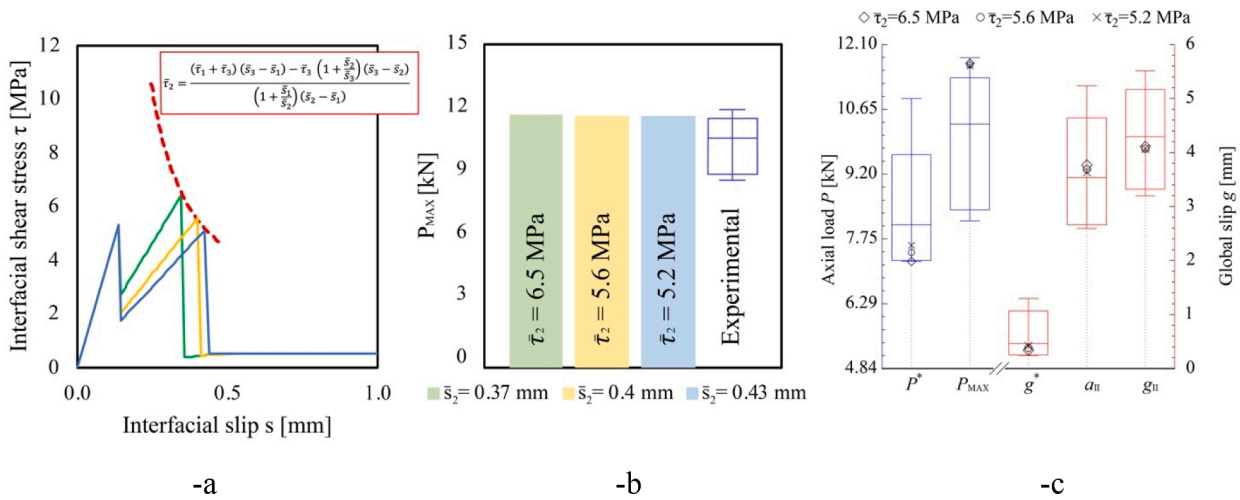 12
10
8
6
4
2
0
0.0
0.5
1.0
Interfacial shear stress τ [MPa]
Interfacial slip s [mm]
τ̄₂ = ((τ̄₁ + τ̄₃) (s̄₃ − s̄₁) − τ̄₃ (1 + s̄₂/s̄₃) (s̄₃ − s̄₂)) / ((1 + s̄₁/s̄₂) (s̄₂ − s̄₁))
-a
15
12
9
6
3
0
P_MAX [kN]
τ̄₂ = 6.5 MPa
τ̄₂ = 5.6 MPa
τ̄₂ = 5.2 MPa
Experimental
s̄₂= 0.37 mm s̄₂= 0.4 mm s̄₂= 0.43 mm
-b
◇ τ̄₂=6.5 MPa ○ τ̄₂=5.6 MPa × τ̄₂=5.2 MPa
12.10
10.65
9.20
7.75
6.29
4.84
Axial load P [kN]
6
5
4
3
2
1
0
Global slip g [mm]
P* P_MAX g* a_II g_II
-c